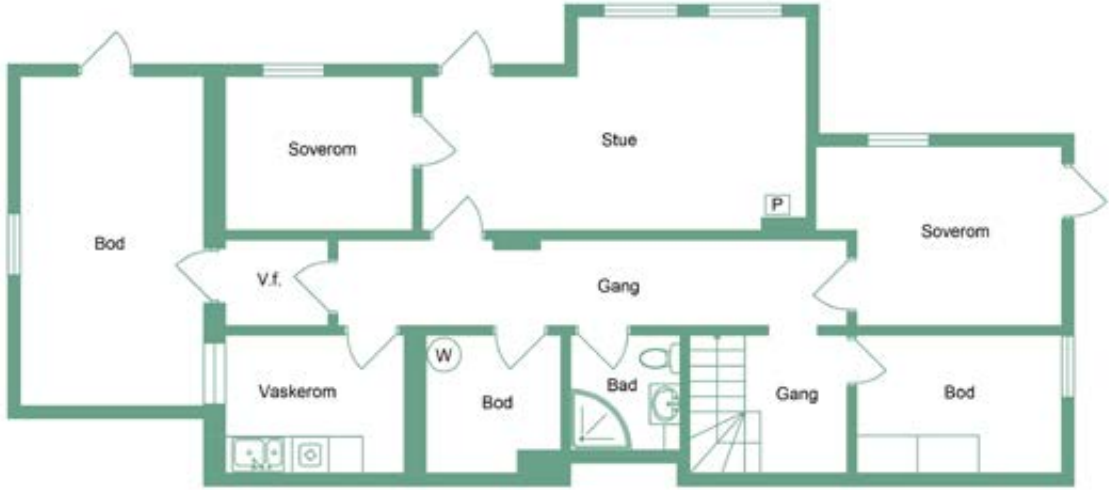 Stue
Soverom
P
Soverom
Bod
V.f.
Gang
W
Vaskerom
Bod
Bad
Gang
Bod